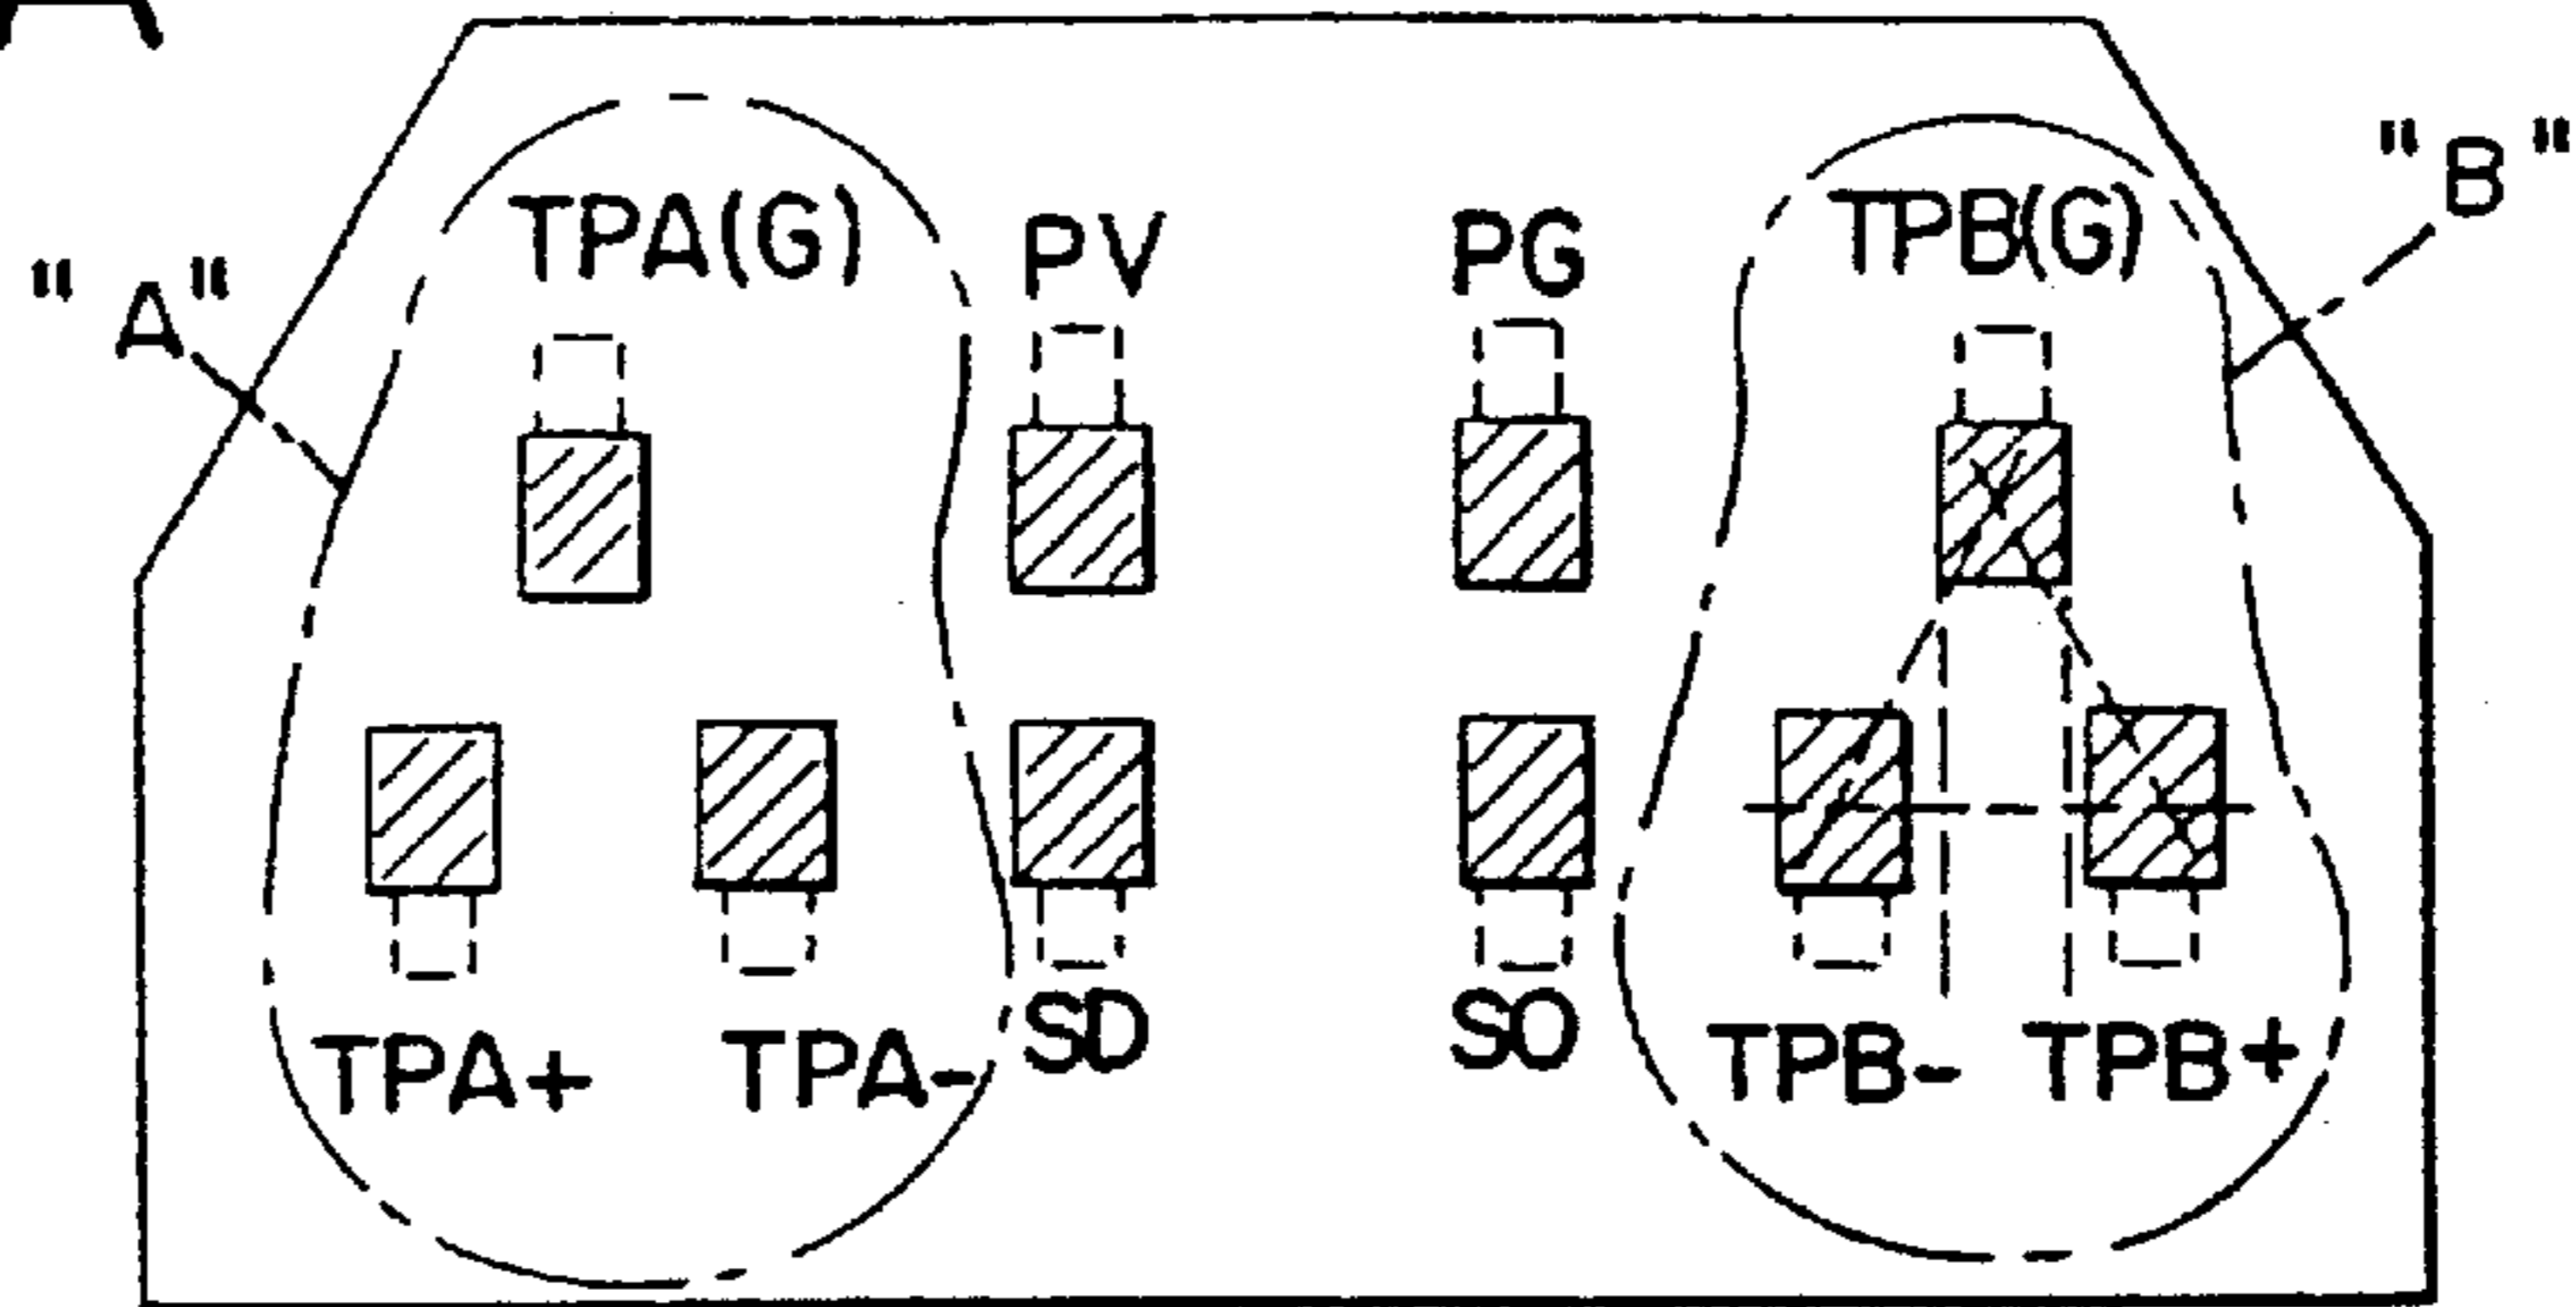 TPA(G) PV PG TPB(G) "B"
"A"
SD SO
TPA+ TPA- TPB- TPB+